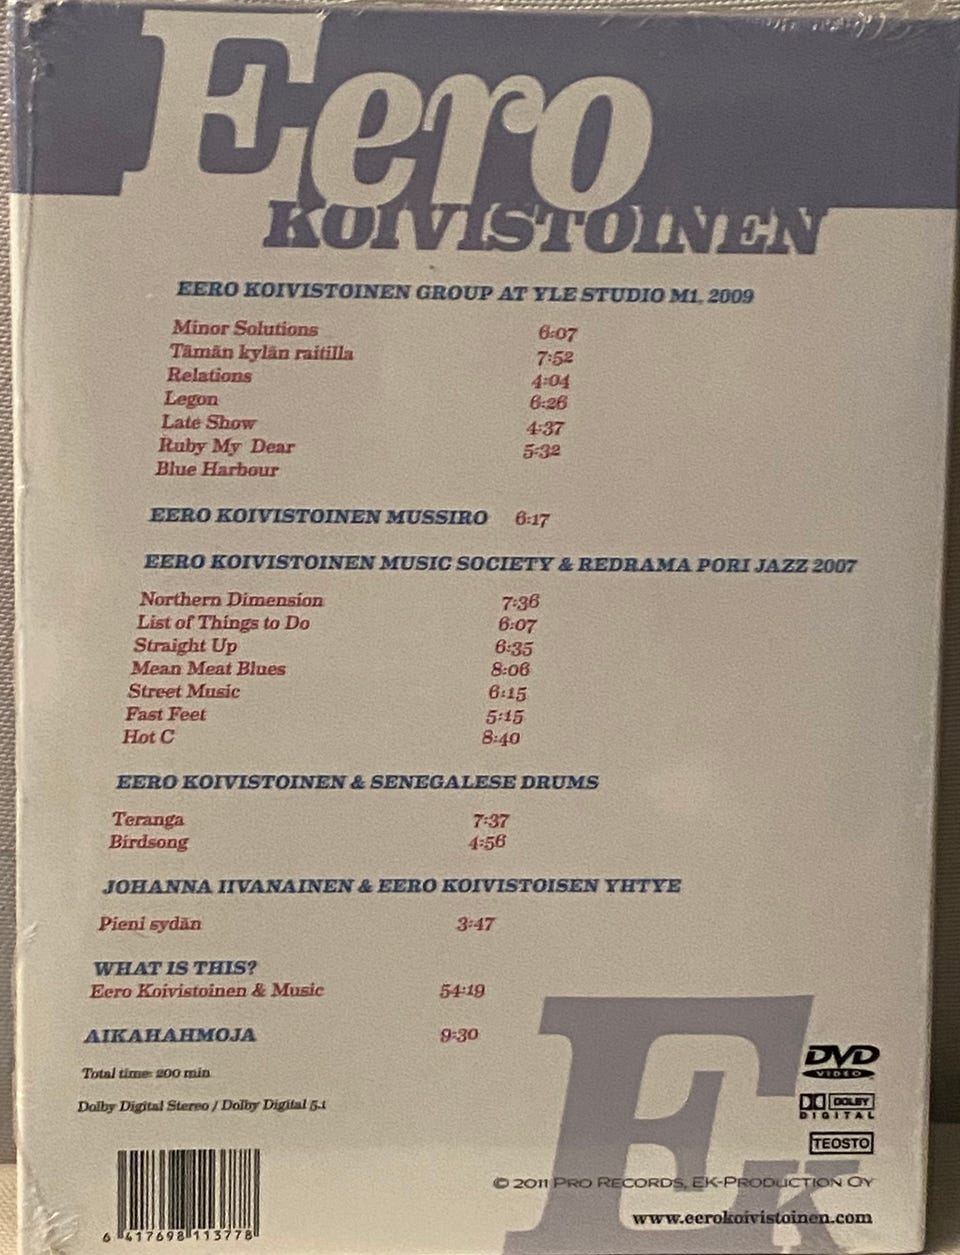 Eero
KOIVISTOINEN
EERO KOIVISTOINEN GROUP AT YLE STUDIO M1, 2009
Minor Solutions 6:07
Tämän kylän raitilla 7:52
Relations 4:04
Legon 6:26
Late Show 4:37
Ruby My Dear 5:32
Blue Harbour
EERO KOIVISTOINEN MUSSIRO 6:17
EERO KOIVISTOINEN MUSIC SOCIETY & REDRAMA PORI JAZZ 2007
Northern Dimension 7:36
List of Things to Do 6:07
Straight Up 6:35
Mean Meat Blues 8:06
Street Music 6:15
Fast Feet 5:15
Hot C 8:40
EERO KOIVISTOINEN & SENEGALESE DRUMS
Teranga 7:37
Birdsong 4:56
JOHANNA IIVANAINEN & EERO KOIVISTOISEN YHTYE
Pieni sydän 3:47
WHAT IS THIS?
Eero Koivistoinen & Music 54:19
AIKAHAHMOJA 9:30
Total time: 200 min
Dolby Digital Stereo / Dolby Digital 5.1
DVD
VIDEO
DOLBY
DIGITAL
TEOSTO
EK
© 2011 PRO RECORDS, EK-PRODUCTION OY
www.eerokoivistoinen.com
6 417698 113778